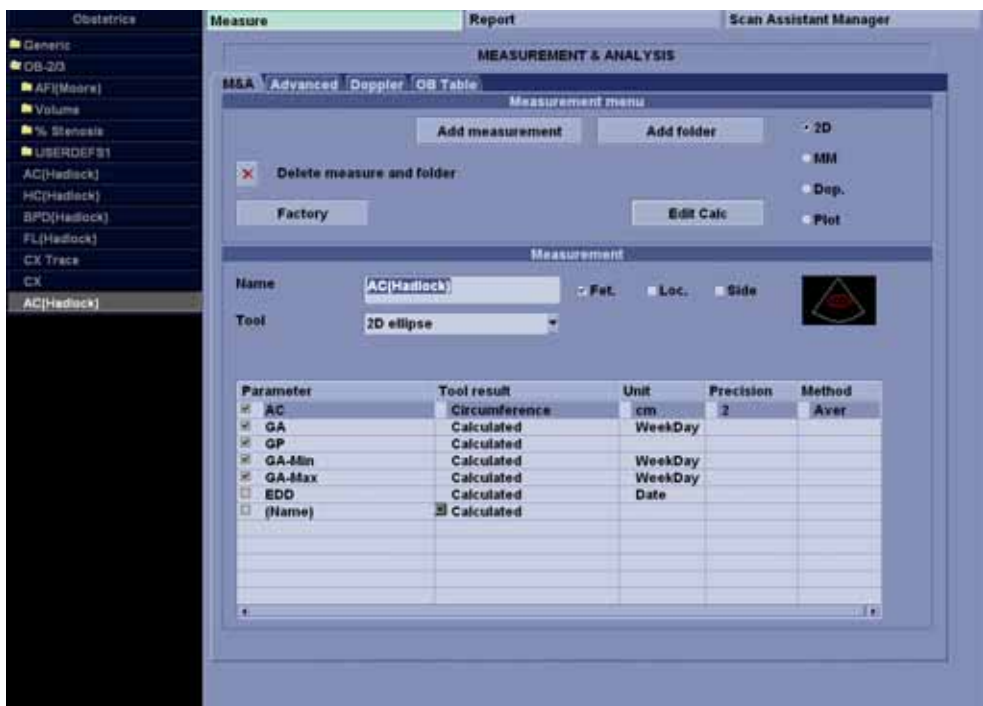 Obstetrics
Measure
Report
Scan Assistant Manager
Generic
OB-2/3
AFI(Moore)
Volume
% Stenosis
USERDEFS1
AC(Hadlock)
HC(Hadlock)
BPD(Hadlock)
FL(Hadlock)
CX Trace
CX
AC(Hadlock)
MEASUREMENT & ANALYSIS
M&A Advanced Doppler OB Table
Measurement menu
Add measurement Add folder 2D
MM
Delete measure and folder
Dop.
Factory Edit Calc
Plot
Measurement
Name AC(Hadlock) Fet. Loc. Side
Tool 2D ellipse
Parameter Tool result Unit Precision Method
AC Circumference cm 2 Aver
GA Calculated WeekDay
GP Calculated
GA-Min Calculated WeekDay
GA-Max Calculated WeekDay
EDD Calculated Date
(Name) Calculated